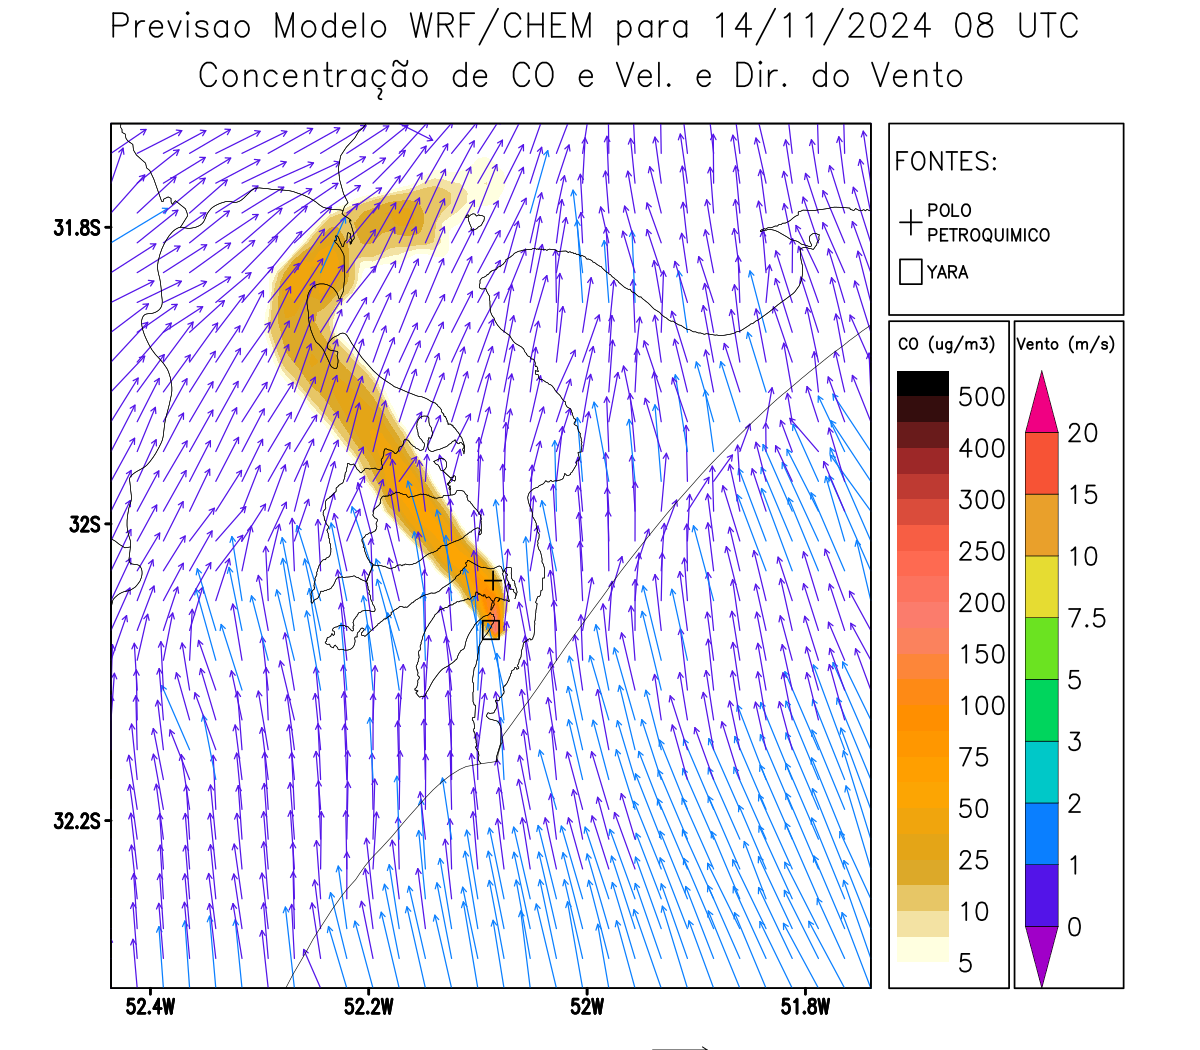 Previsao Modelo WRF/CHEM para 14/11/2024 08 UTC
Concentração de CO e Vel. e Dir. do Vento
FONTES:
POLO
PETROQUIMICO
YARA
CO (ug/m3)
500
400
300
250
200
150
100
75
50
25
10
5
Vento (m/s)
20
15
10
7.5
5
3
2
1
0
31.8S
32S
32.2S
52.4W
52.2W
52W
51.8W